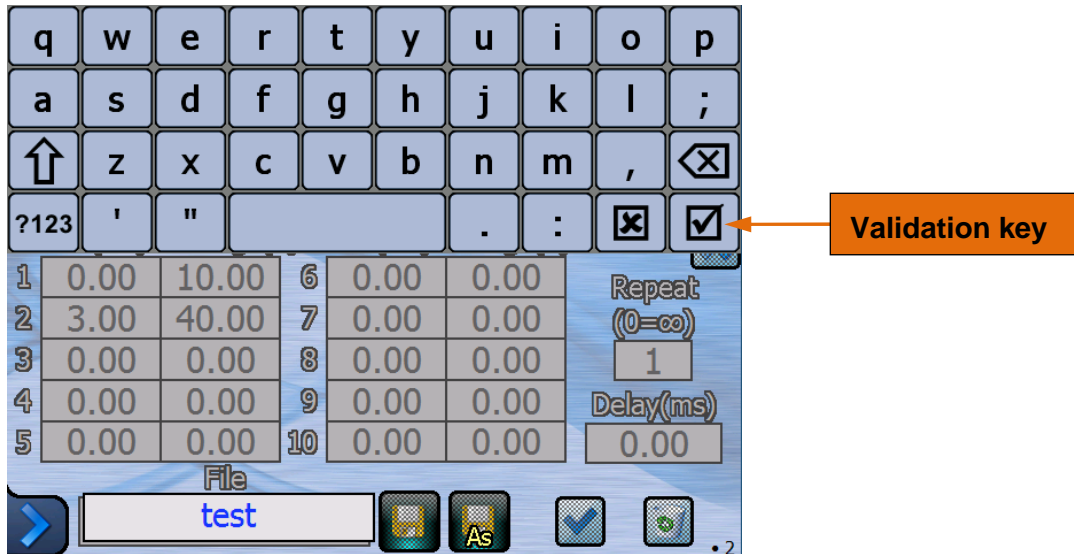 q w e r t y u i o p
a s d f g h j k l ;
z x c v b n m ,
?123 ' " . :
Validation key
1 0.00 10.00 6 0.00 0.00 Repeat
2 3.00 40.00 7 0.00 0.00 (0=∞)
3 0.00 0.00 8 0.00 0.00 1
4 0.00 0.00 9 0.00 0.00 Delay(ms)
5 0.00 0.00 10 0.00 0.00 0.00
File
test
As
• 2